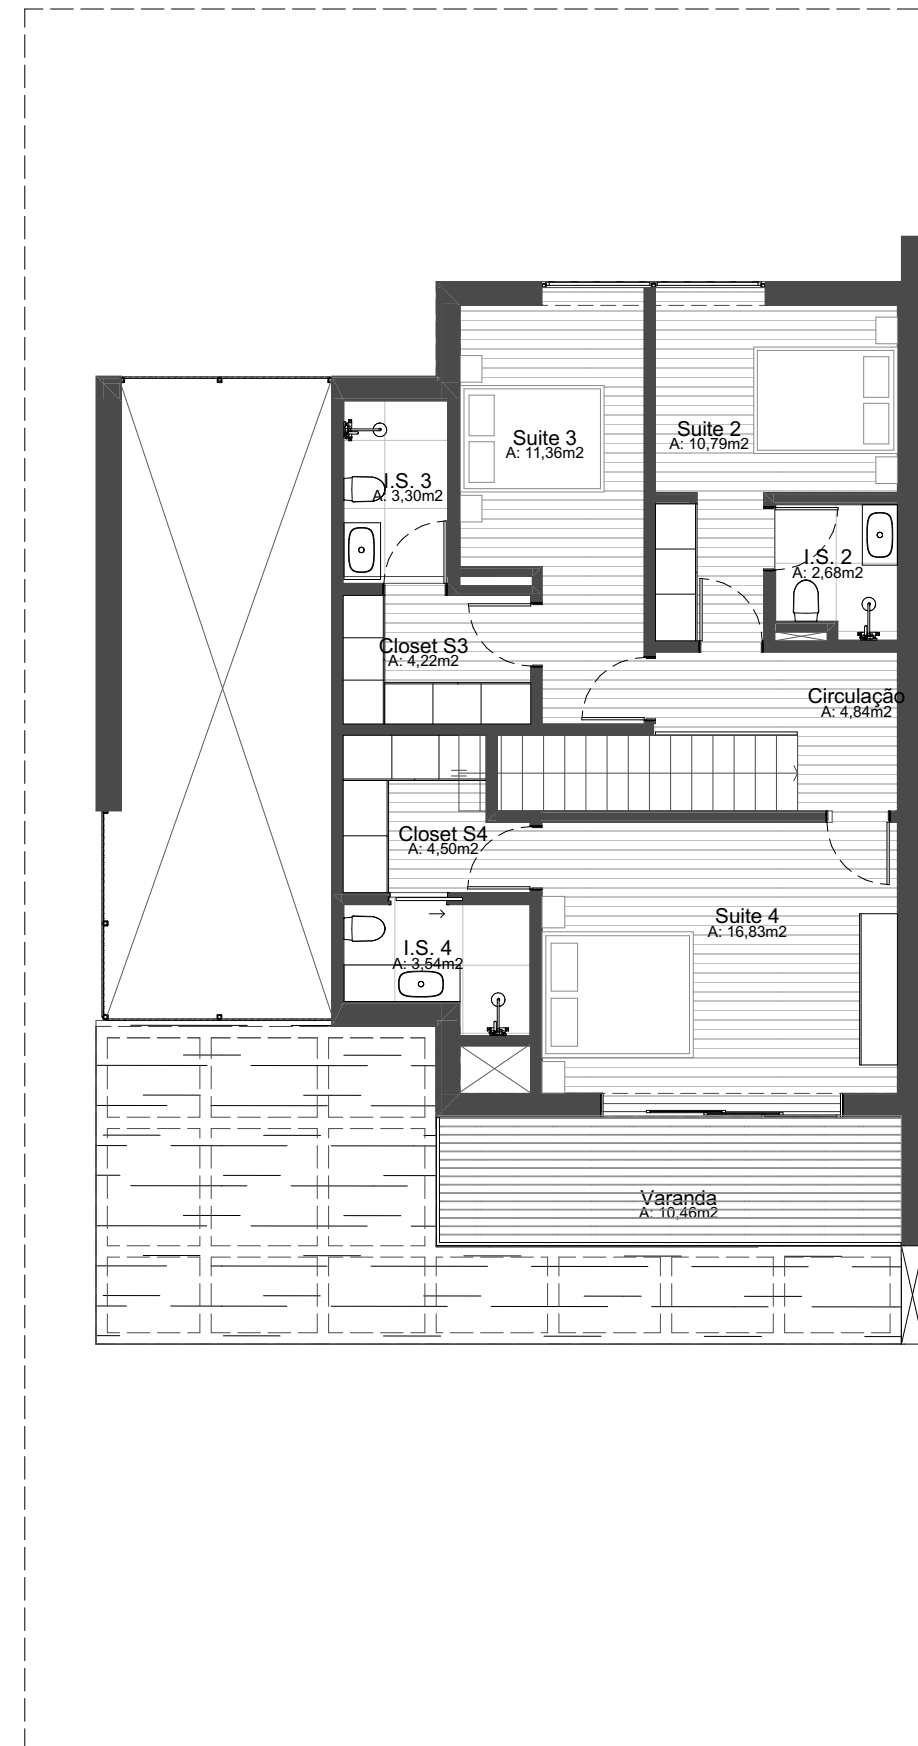 Suite 3
A: 11,36m2
Suite 2
A: 10,79m2
I.S. 3
A: 3,30m2
I.S. 2
A: 2,68m2
Closet S3
A: 4,22m2
Circulação
A: 4,84m2
Closet S4
A: 4,50m2
Suite 4
A: 16,83m2
I.S. 4
A: 3,54m2
Varanda
A: 10,46m2